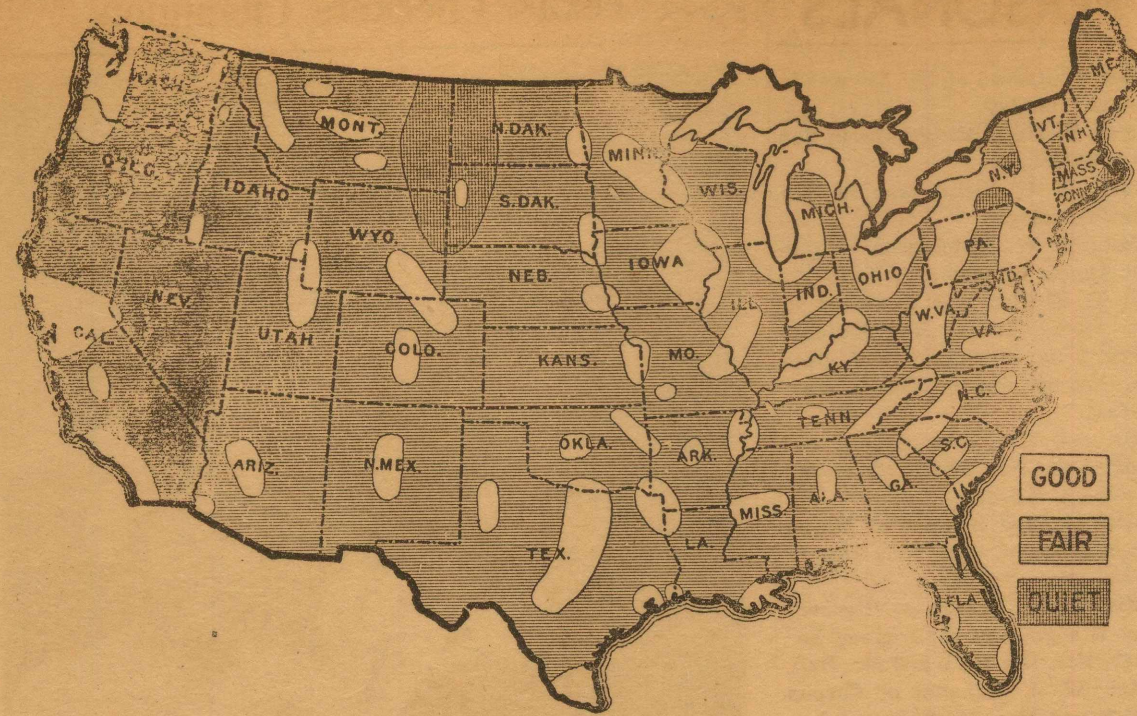 WASH.
MONT.
N.DAK.
MINN.
ME.
VT.
N.H.
OREG.
IDAHO
WIS.
N.Y.
MASS
CONN.
S.DAK.
MICH.
WYO.
NEB.
IOWA
OHIO
PA.
NEV.
UTAH
ILL
IND.
W.VA.
MD.
CAL.
COLO.
KANS.
MO.
KY.
VA.
ARIZ.
N.MEX.
OKLA.
ARK.
TENN.
N.C.
S.C.
GOOD
TEX.
LA.
MISS
ALA.
GA.
FAIR
FLA.
QUIET